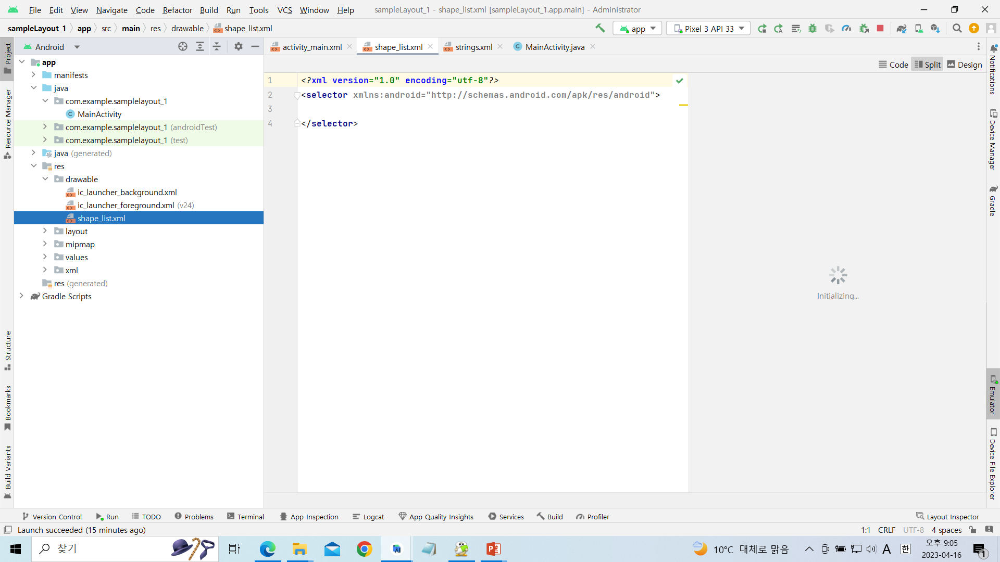 File Edit View Navigate Code Refactor Build Run Tools VCS Window Help sampleLayout_1 - shape_list.xml [sampleLayout_1.app.main] - Administrator
sampleLayout_1 app src main res drawable shape_list.xml app Pixel 3 API 33
Android activity_main.xml shape_list.xml strings.xml MainActivity.java
Code Split Design
app
manifests
java
com.example.samplelayout_1
MainActivity
com.example.samplelayout_1 (androidTest)
com.example.samplelayout_1 (test)
java (generated)
res
drawable
ic_launcher_background.xml
ic_launcher_foreground.xml (v24)
shape_list.xml
layout
mipmap
values
xml
res (generated)
Gradle Scripts
1 <?xml version="1.0" encoding="utf-8"?>
2 <selector xmlns:android="http://schemas.android.com/apk/res/android">
3
4 </selector>
Initializing...
Project
Resource Manager
Structure
Bookmarks
Build Variants
Notifications
Device Manager
Gradle
Emulator
Device File Explorer
Version Control Run TODO Problems Terminal App Inspection Logcat App Quality Insights Services Build Profiler Layout Inspector
Launch succeeded (15 minutes ago) 1:1 CRLF UTF-8 4 spaces
찾기 10°C 대체로 맑음 A 한 오후 9:05
2023-04-16 1